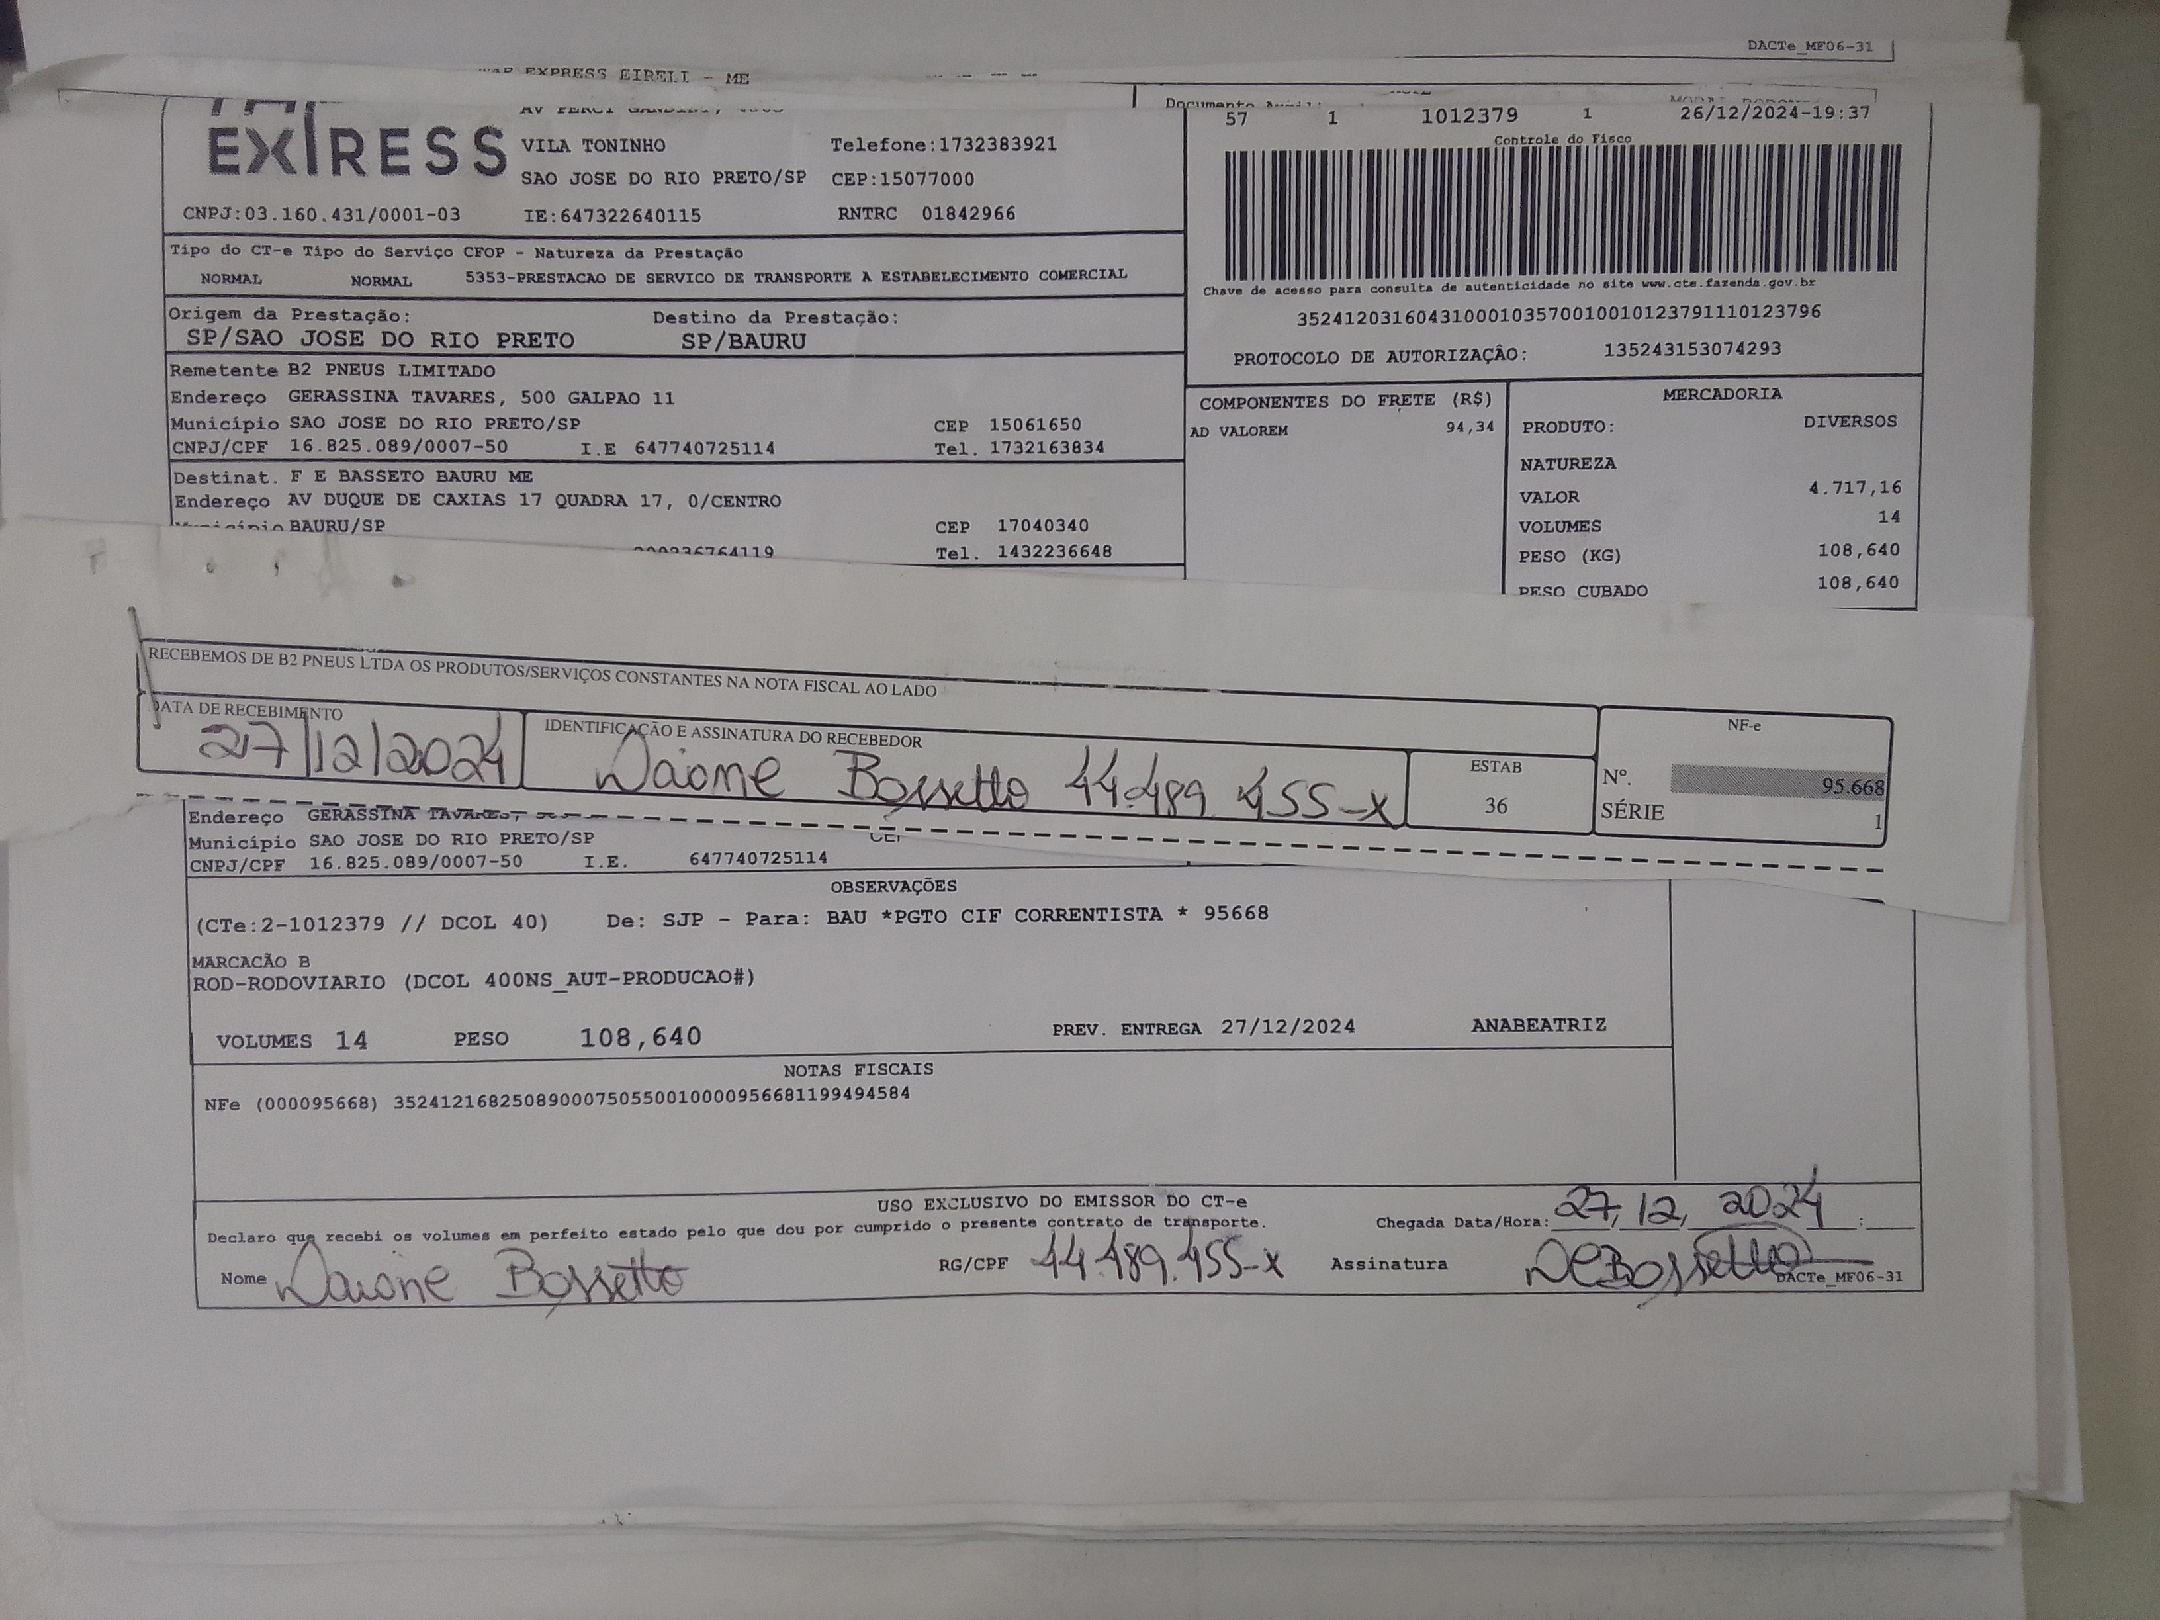 DACTe_MF06-31
EXPRESS EIRELI - ME
EXPRESS
VILA TONINHO Telefone:1732383921
SAO JOSE DO RIO PRETO/SP CEP:15077000
CNPJ:03.160.431/0001-03 IE:647322640115 RNTRC 01842966
57 1 1012379 1 26/12/2024-19:37
Controle do Fisco
Chave de acesso para consulta de autenticidade no site www.cte.fazenda.gov.br
35241203160431000103570010010123791110123796
PROTOCOLO DE AUTORIZAÇÃO: 135243153074293
Tipo do CT-e Tipo do Serviço CFOP - Natureza da Prestação
NORMAL NORMAL 5353-PRESTACAO DE SERVICO DE TRANSPORTE A ESTABELECIMENTO COMERCIAL
Origem da Prestação: Destino da Prestação:
SP/SAO JOSE DO RIO PRETO SP/BAURU
Remetente B2 PNEUS LIMITADO
Endereço GERASSINA TAVARES, 500 GALPAO 11
Município SAO JOSE DO RIO PRETO/SP CEP 15061650
CNPJ/CPF 16.825.089/0007-50 I.E 647740725114 Tel. 1732163834
Destinat. F E BASSETO BAURU ME
Endereço AV DUQUE DE CAXIAS 17 QUADRA 17, 0/CENTRO
Município BAURU/SP CEP 17040340
Tel. 1432236648
COMPONENTES DO FRETE (R$)
AD VALOREM 94,34
MERCADORIA
PRODUTO: DIVERSOS
NATUREZA
VALOR 4.717,16
VOLUMES 14
PESO (KG) 108,640
PESO CUBADO 108,640
RECEBEMOS DE B2 PNEUS LTDA OS PRODUTOS/SERVIÇOS CONSTANTES NA NOTA FISCAL AO LADO
DATA DE RECEBIMENTO IDENTIFICAÇÃO E ASSINATURA DO RECEBEDOR
27/12/2024 Daiane Bossetto 44.489.455-x
ESTAB
36
NF-e
Nº. 95.668
SÉRIE 1
Endereço GERASSINA TAVARES,
Município SAO JOSE DO RIO PRETO/SP
CNPJ/CPF 16.825.089/0007-50 I.E. 647740725114
OBSERVAÇÕES
(CTe:2-1012379 // DCOL 40) De: SJP - Para: BAU *PGTO CIF CORRENTISTA * 95668
MARCACÃO B
ROD-RODOVIARIO (DCOL 400NS_AUT-PRODUCAO#)
VOLUMES 14 PESO 108,640 PREV. ENTREGA 27/12/2024 ANABEATRIZ
NOTAS FISCAIS
NFe (000095668) 35241216825089000750550010000956681199494584
USO EXCLUSIVO DO EMISSOR DO CT-e
Declaro que recebi os volumes em perfeito estado pelo que dou por cumprido o presente contrato de transporte. Chegada Data/Hora: 27/12/2024 :
Nome Daiane Bossetto RG/CPF 44.489.455-x Assinatura DeBossetto
DACTe_MF06-31